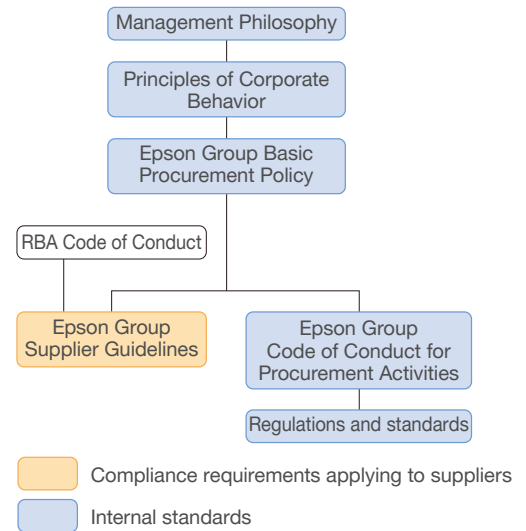 Management Philosophy
Principles of Corporate
Behavior
Epson Group Basic
Procurement Policy
RBA Code of Conduct
Epson Group
Supplier Guidelines
Epson Group
Code of Conduct for
Procurement Activities
Regulations and standards
Compliance requirements applying to suppliers
Internal standards